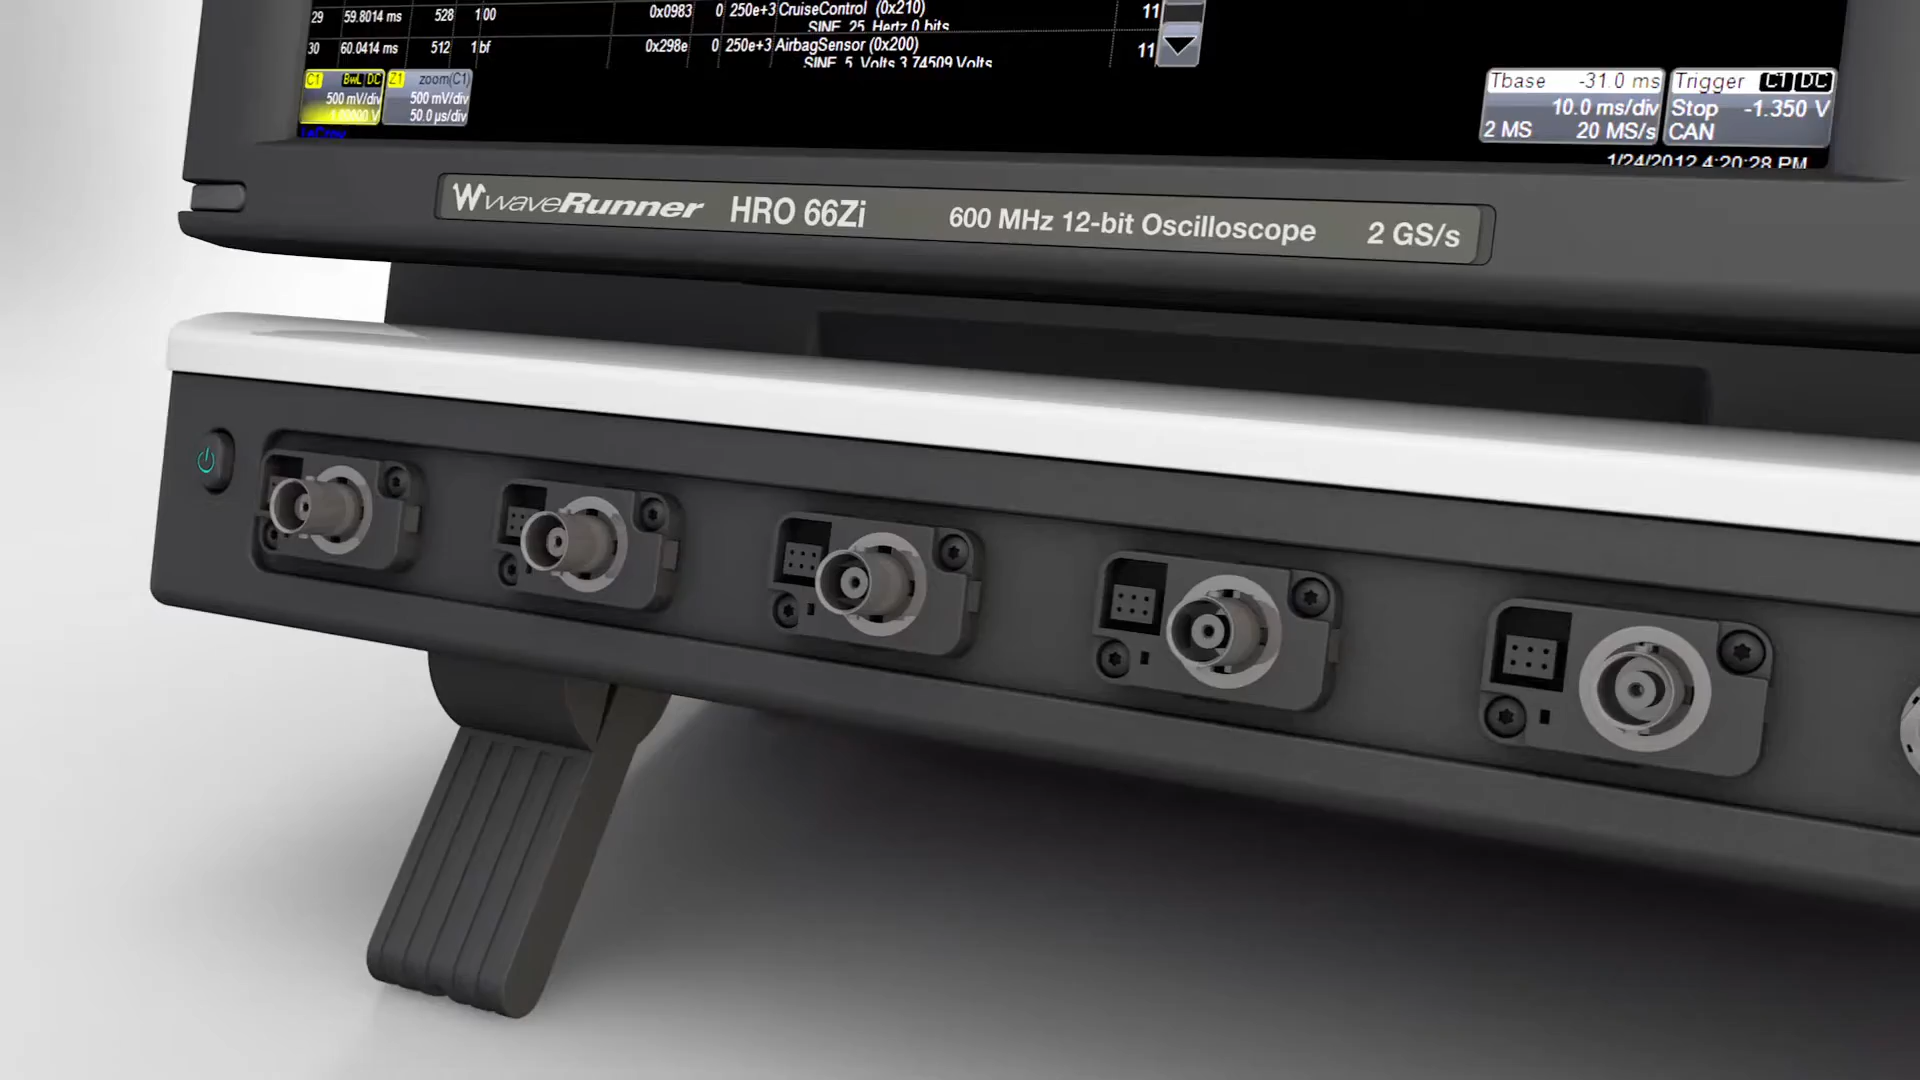 29 59.8014 ms 528 1 00 0x0983 0 250e+3 CruiseControl (0x210) 11
SINE 25 Hertz 0 bits
30 60.0414 ms 512 1 bf 0x298e 0 250e+3 AirbagSensor (0x200) 11
SINE 5 Volts 3.74509 Volts
C1 BwL DC Z1 zoom(C1)
500 mV/div 500 mV/div
50.0 µs/div
LeCroy
Tbase -31.0 ms Trigger C1 DC
10.0 ms/div Stop -1.350 V
2 MS 20 MS/s CAN
1/24/2012 4:20:28 PM
waveRunner HRO 66Zi 600 MHz 12-bit Oscilloscope 2 GS/s